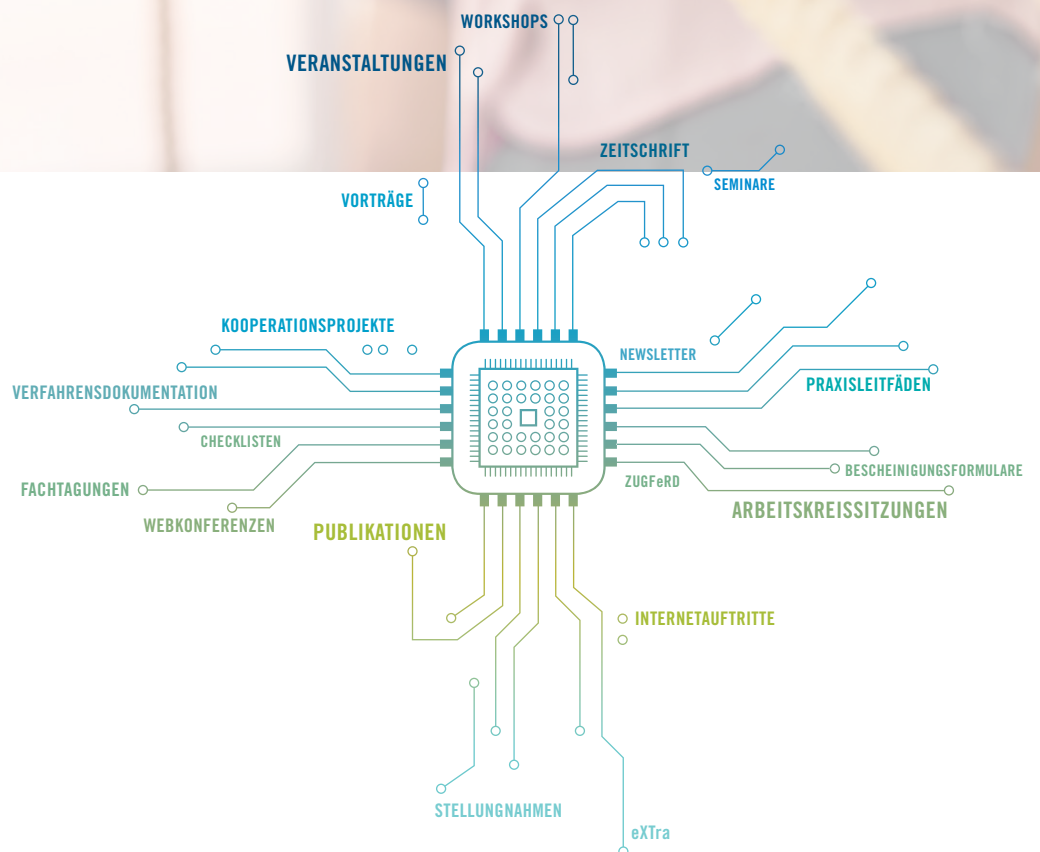 WORKSHOPS
VERANSTALTUNGEN
ZEITSCHRIFT
SEMINARE
VORTRÄGE
KOOPERATIONSPROJEKTE
NEWSLETTER
PRAXISLEITFÄDEN
VERFAHRENSDOKUMENTATION
CHECKLISTEN
BESCHEINIGUNGSFORMULARE
ZUGFeRD
FACHTAGUNGEN
ARBEITSKREISSITZUNGEN
WEBKONFERENZEN
PUBLIKATIONEN
INTERNETAUFTRITTE
STELLUNGNAHMEN
eXTra